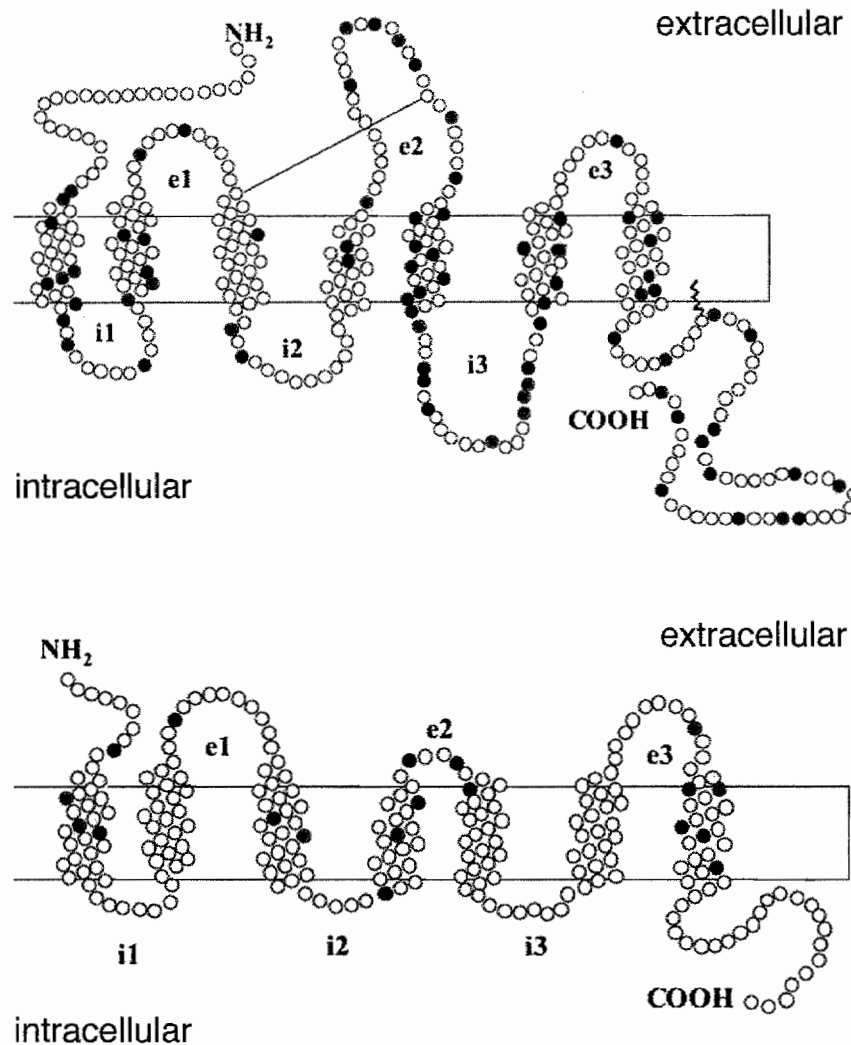 extracellular
NH₂
e1
e2
e3
i1
i2
i3
COOH
intracellular
extracellular
NH₂
e1
e2
e3
i1
i2
i3
COOH
intracellular